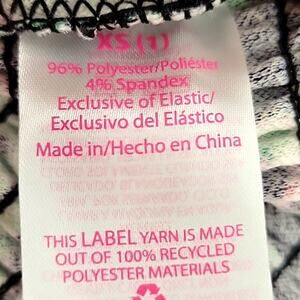 XS (1)
96% Polyester/Poliéster
4% Spandex
Exclusive of Elastic/
Exclusivo del Elástico
Made in/Hecho en China
THIS LABEL YARN IS MADE
OUT OF 100% RECYCLED
POLYESTER MATERIALS